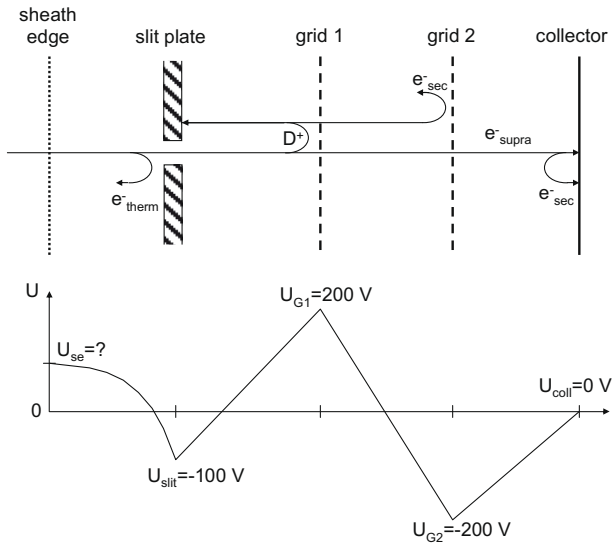 sheath
edge
slit plate
grid 1
grid 2
collector
e⁻sec
D⁺
e⁻supra
e⁻therm
e⁻sec
U
U_G1=200 V
U_se=?
U_coll=0 V
0
U_slit=-100 V
U_G2=-200 V